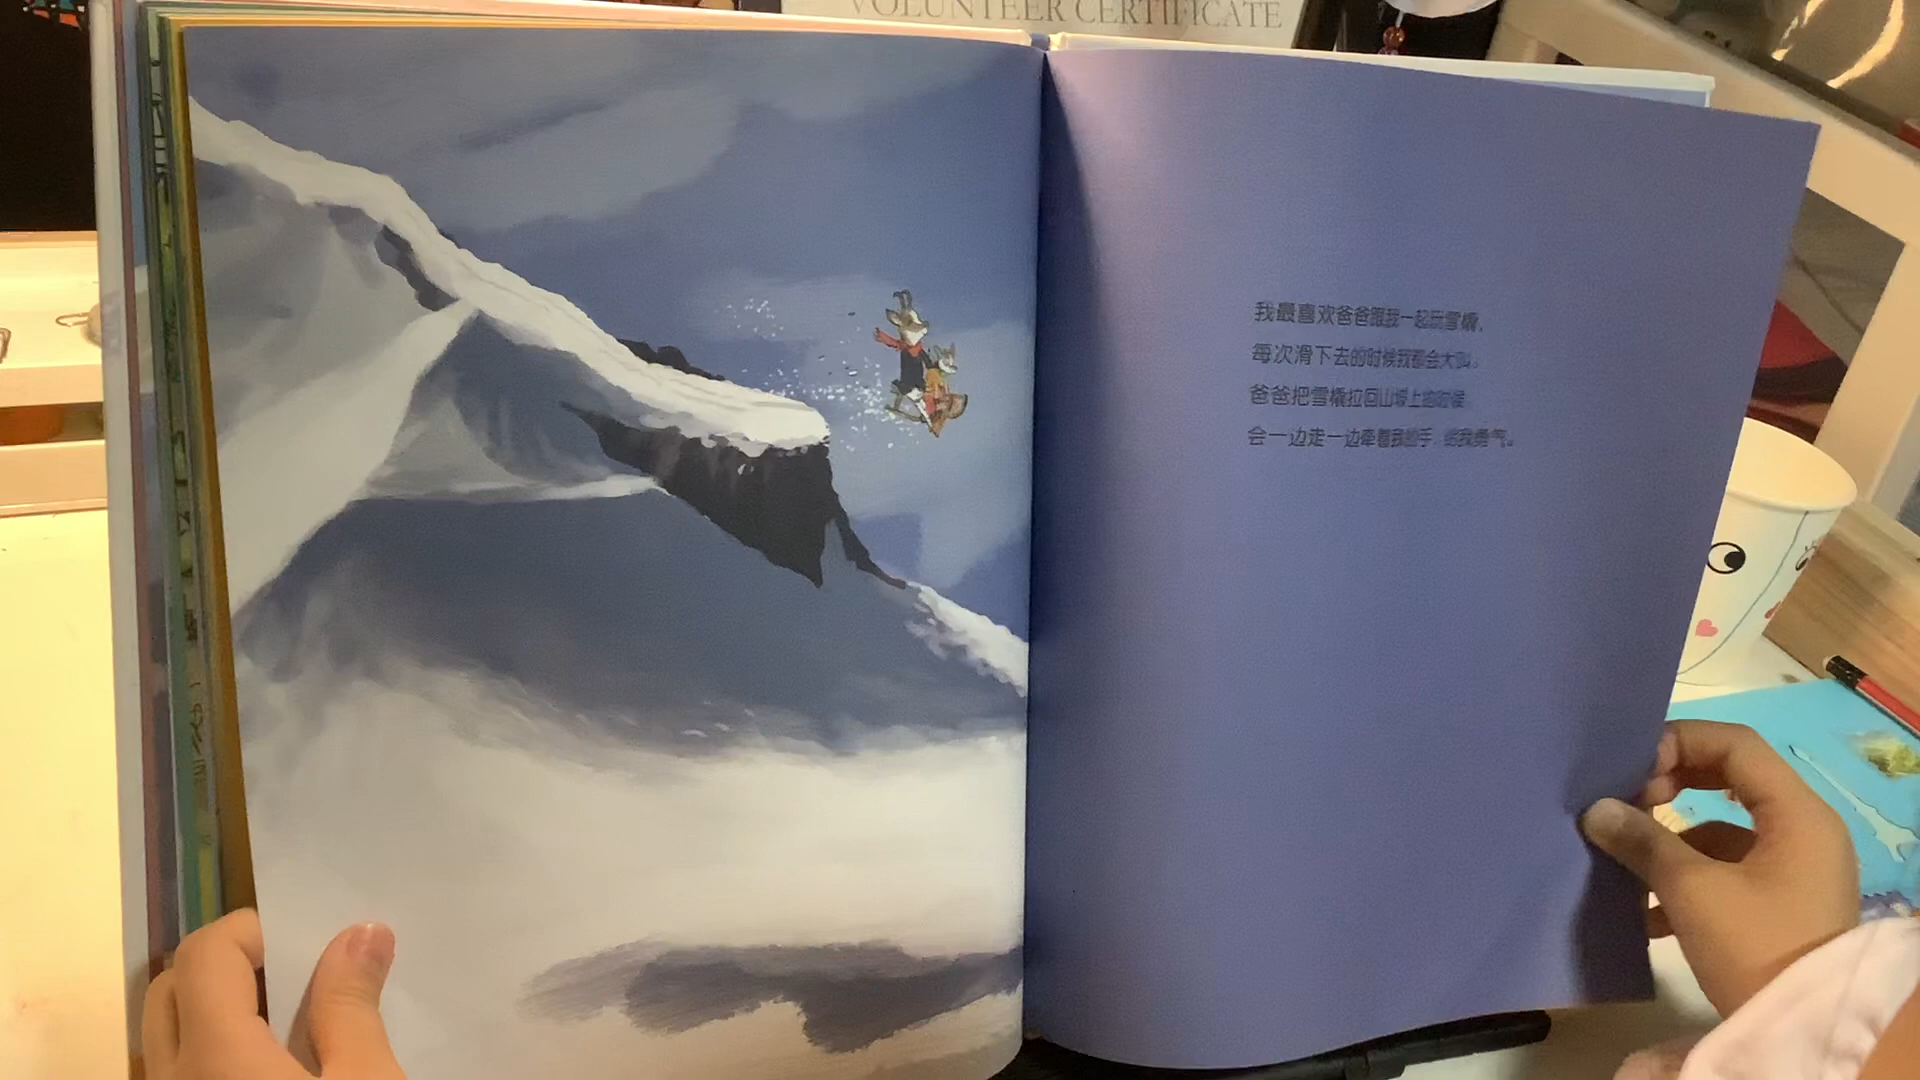 VOLUNTEER CERTIFICATE
我最喜欢爸爸跟我一起玩雪橇，
每次滑下去的时候我都会大叫。
爸爸把雪橇拉回山坡上的时候，
会一边走一边牵着我的手，给我勇气。